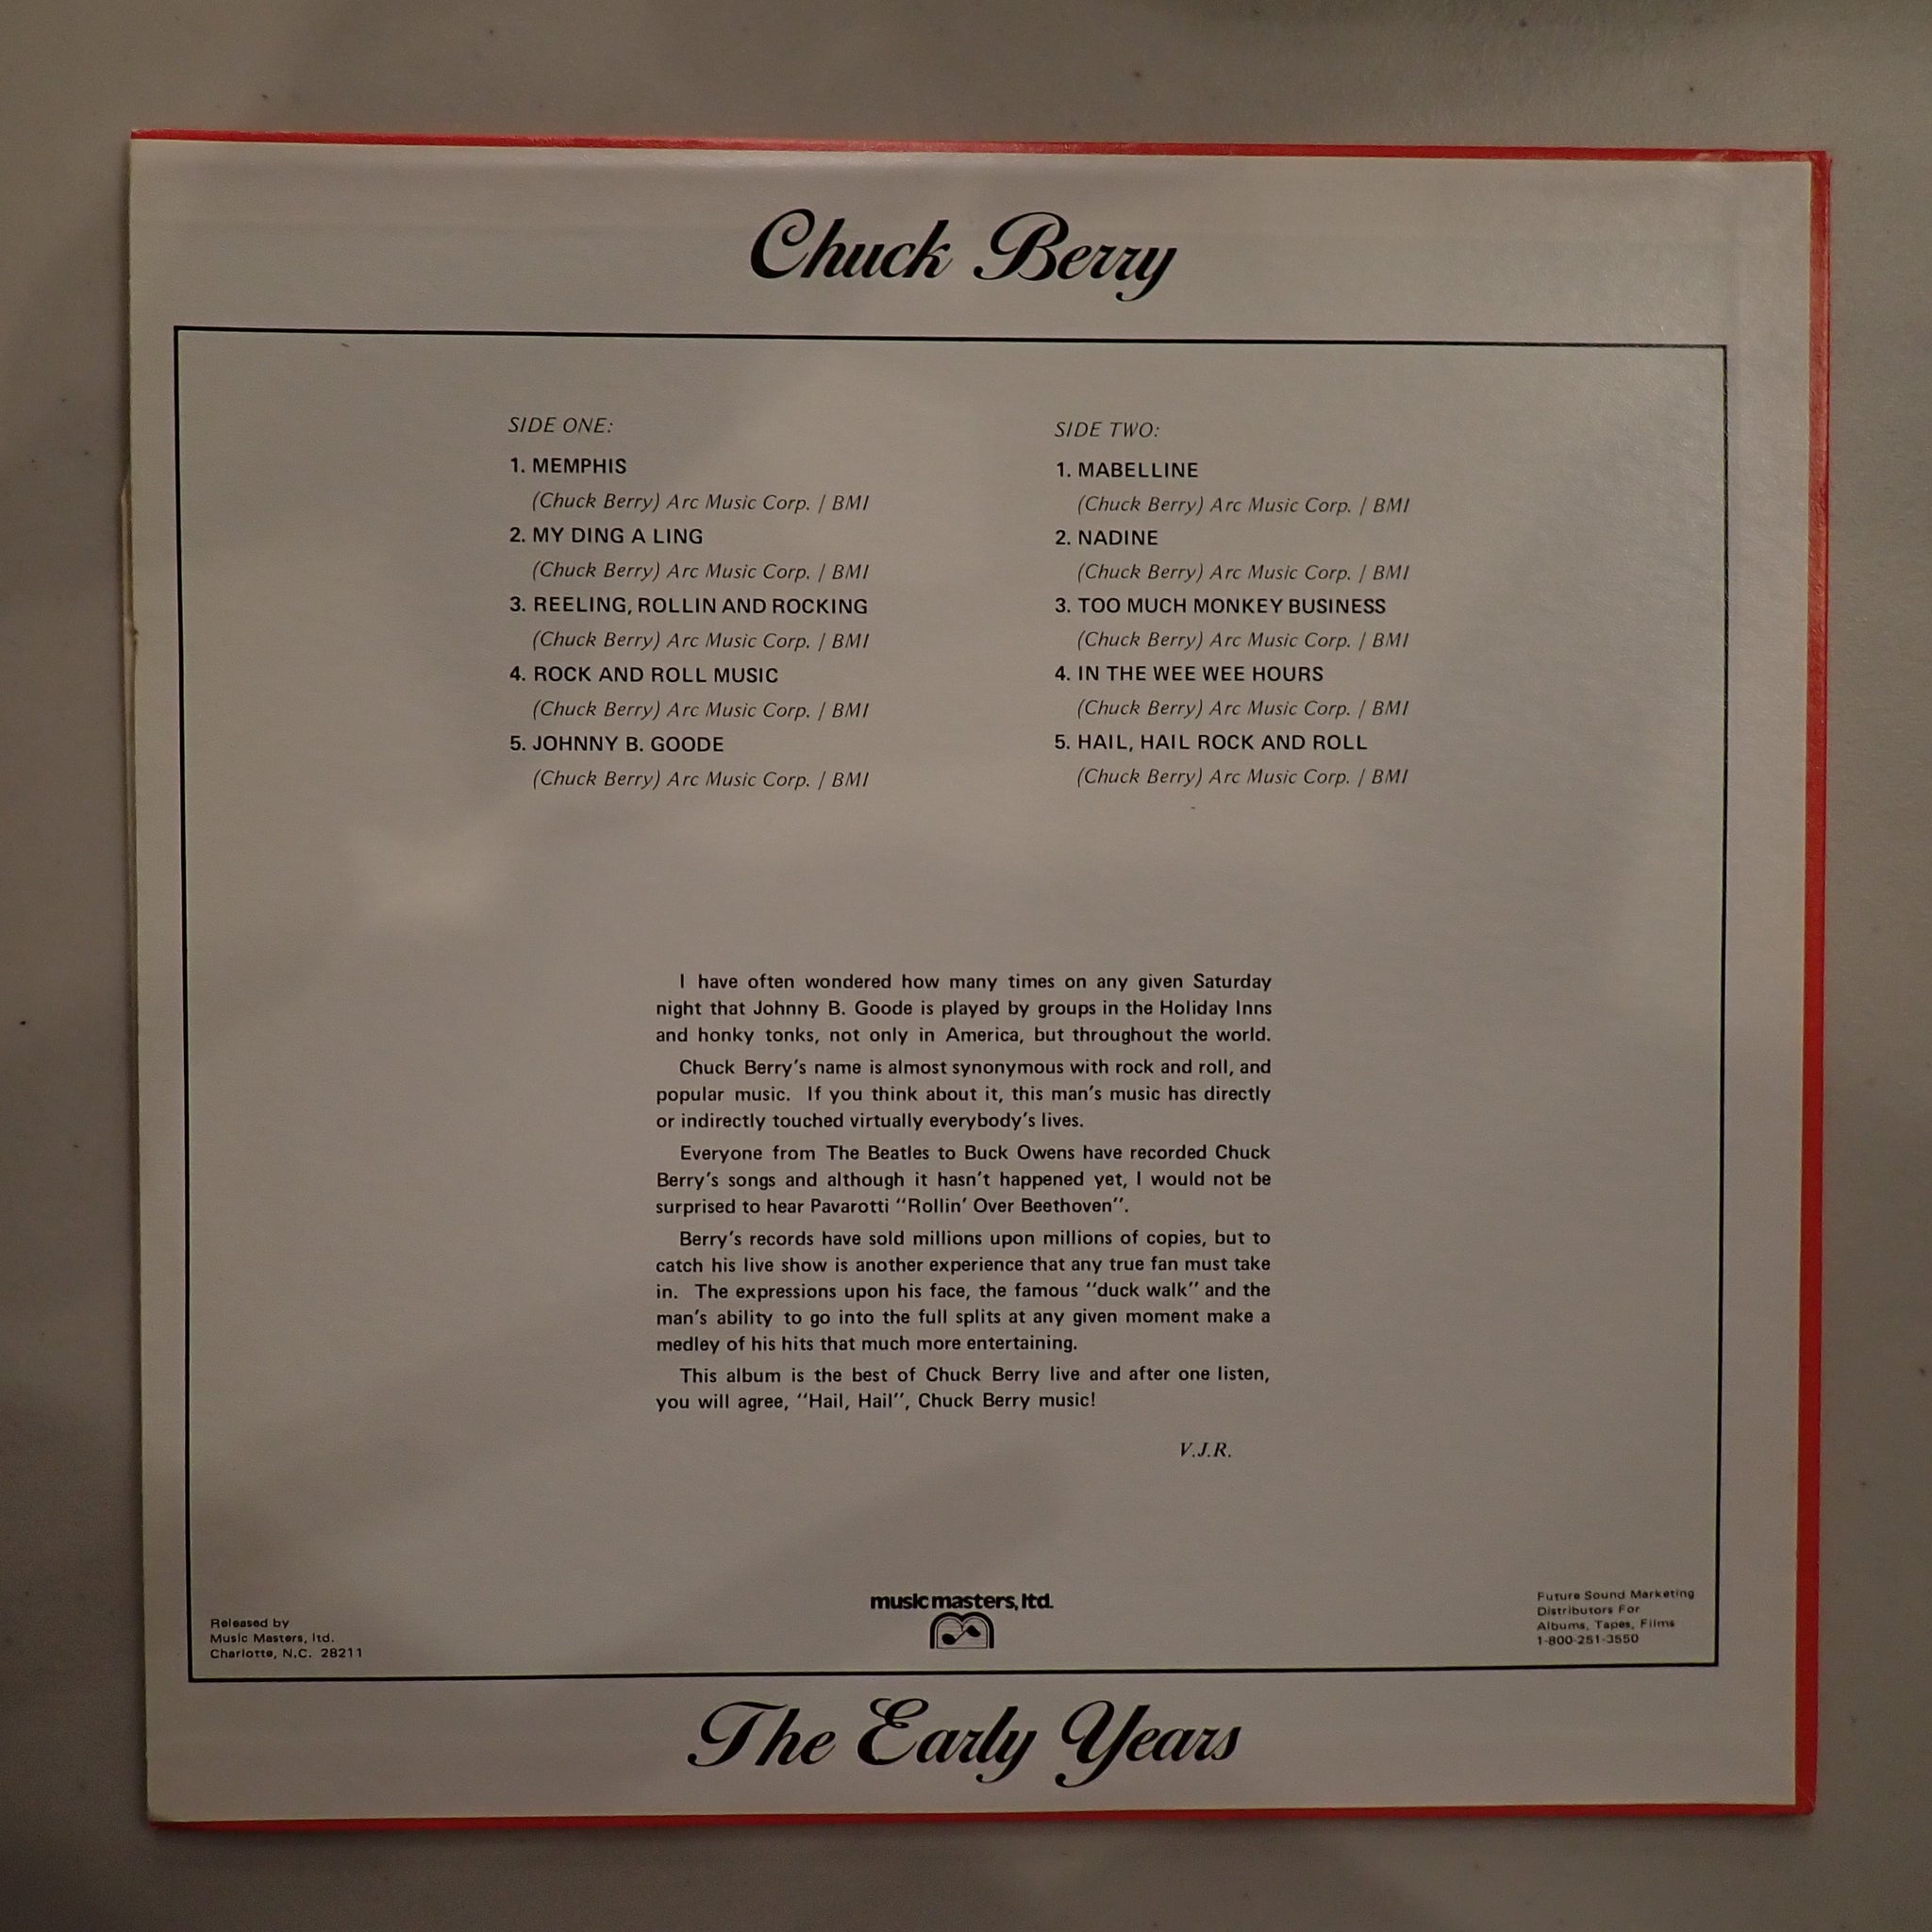 Chuck Berry
SIDE ONE:
1. MEMPHIS
(Chuck Berry) Arc Music Corp. / BMI
2. MY DING A LING
(Chuck Berry) Arc Music Corp. / BMI
3. REELING, ROLLIN AND ROCKING
(Chuck Berry) Arc Music Corp. / BMI
4. ROCK AND ROLL MUSIC
(Chuck Berry) Arc Music Corp. / BMI
5. JOHNNY B. GOODE
(Chuck Berry) Arc Music Corp. / BMI
SIDE TWO:
1. MABELLINE
(Chuck Berry) Arc Music Corp. / BMI
2. NADINE
(Chuck Berry) Arc Music Corp. / BMI
3. TOO MUCH MONKEY BUSINESS
(Chuck Berry) Arc Music Corp. / BMI
4. IN THE WEE WEE HOURS
(Chuck Berry) Arc Music Corp. / BMI
5. HAIL, HAIL ROCK AND ROLL
(Chuck Berry) Arc Music Corp. / BMI
I have often wondered how many times on any given Saturday
night that Johnny B. Goode is played by groups in the Holiday Inns
and honky tonks, not only in America, but throughout the world.
Chuck Berry's name is almost synonymous with rock and roll, and
popular music. If you think about it, this man's music has directly
or indirectly touched virtually everybody's lives.
Everyone from The Beatles to Buck Owens have recorded Chuck
Berry's songs and although it hasn't happened yet, I would not be
surprised to hear Pavarotti "Rollin' Over Beethoven".
Berry's records have sold millions upon millions of copies, but to
catch his live show is another experience that any true fan must take
in. The expressions upon his face, the famous "duck walk" and the
man's ability to go into the full splits at any given moment make a
medley of his hits that much more entertaining.
This album is the best of Chuck Berry live and after one listen,
you will agree, "Hail, Hail", Chuck Berry music!
V.J.R.
Released by
Music Masters, ltd.
Charlotte, N.C. 28211
music masters, ltd.
Future Sound Marketing
Distributors For
Albums, Tapes, Films
1-800-251-3550
The Early Years